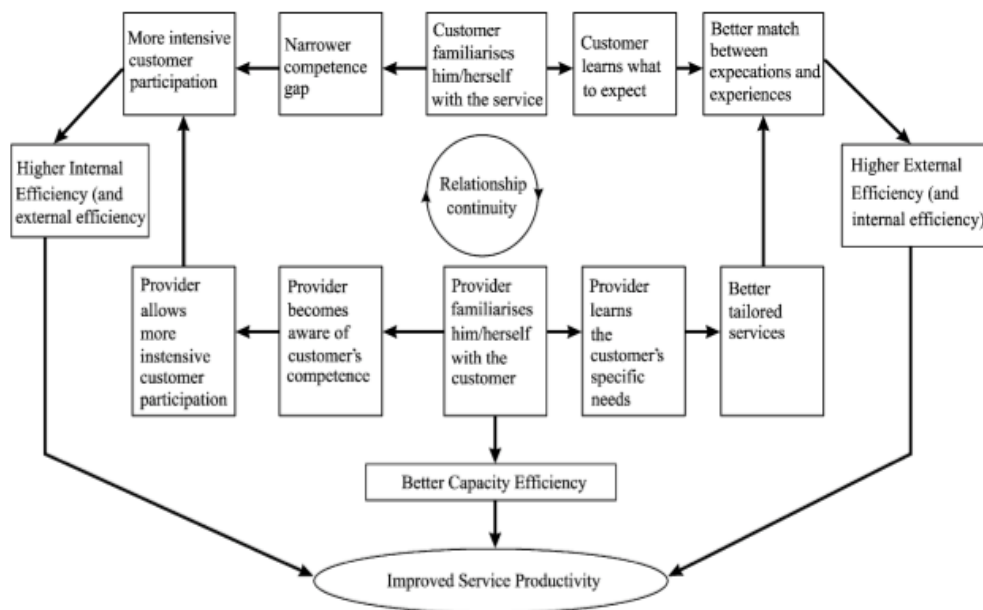 More intensive
customer
participation
Narrower
competence
gap
Customer
familiarises
him/herself
with the service
Customer
learns what
to expect
Better match
between
expecations and
experiences
Higher Internal
Efficiency (and
external efficiency
Relationship
continuity
Higher External
Efficiency (and
internal efficiency)
Provider
allows
more
instensive
customer
participation
Provider
becomes
aware of
customer's
competence
Provider
familiarises
him/herself
with the
customer
Provider
learns
the
customer's
specific
needs
Better
tailored
services
Better Capacity Efficiency
Improved Service Productivity